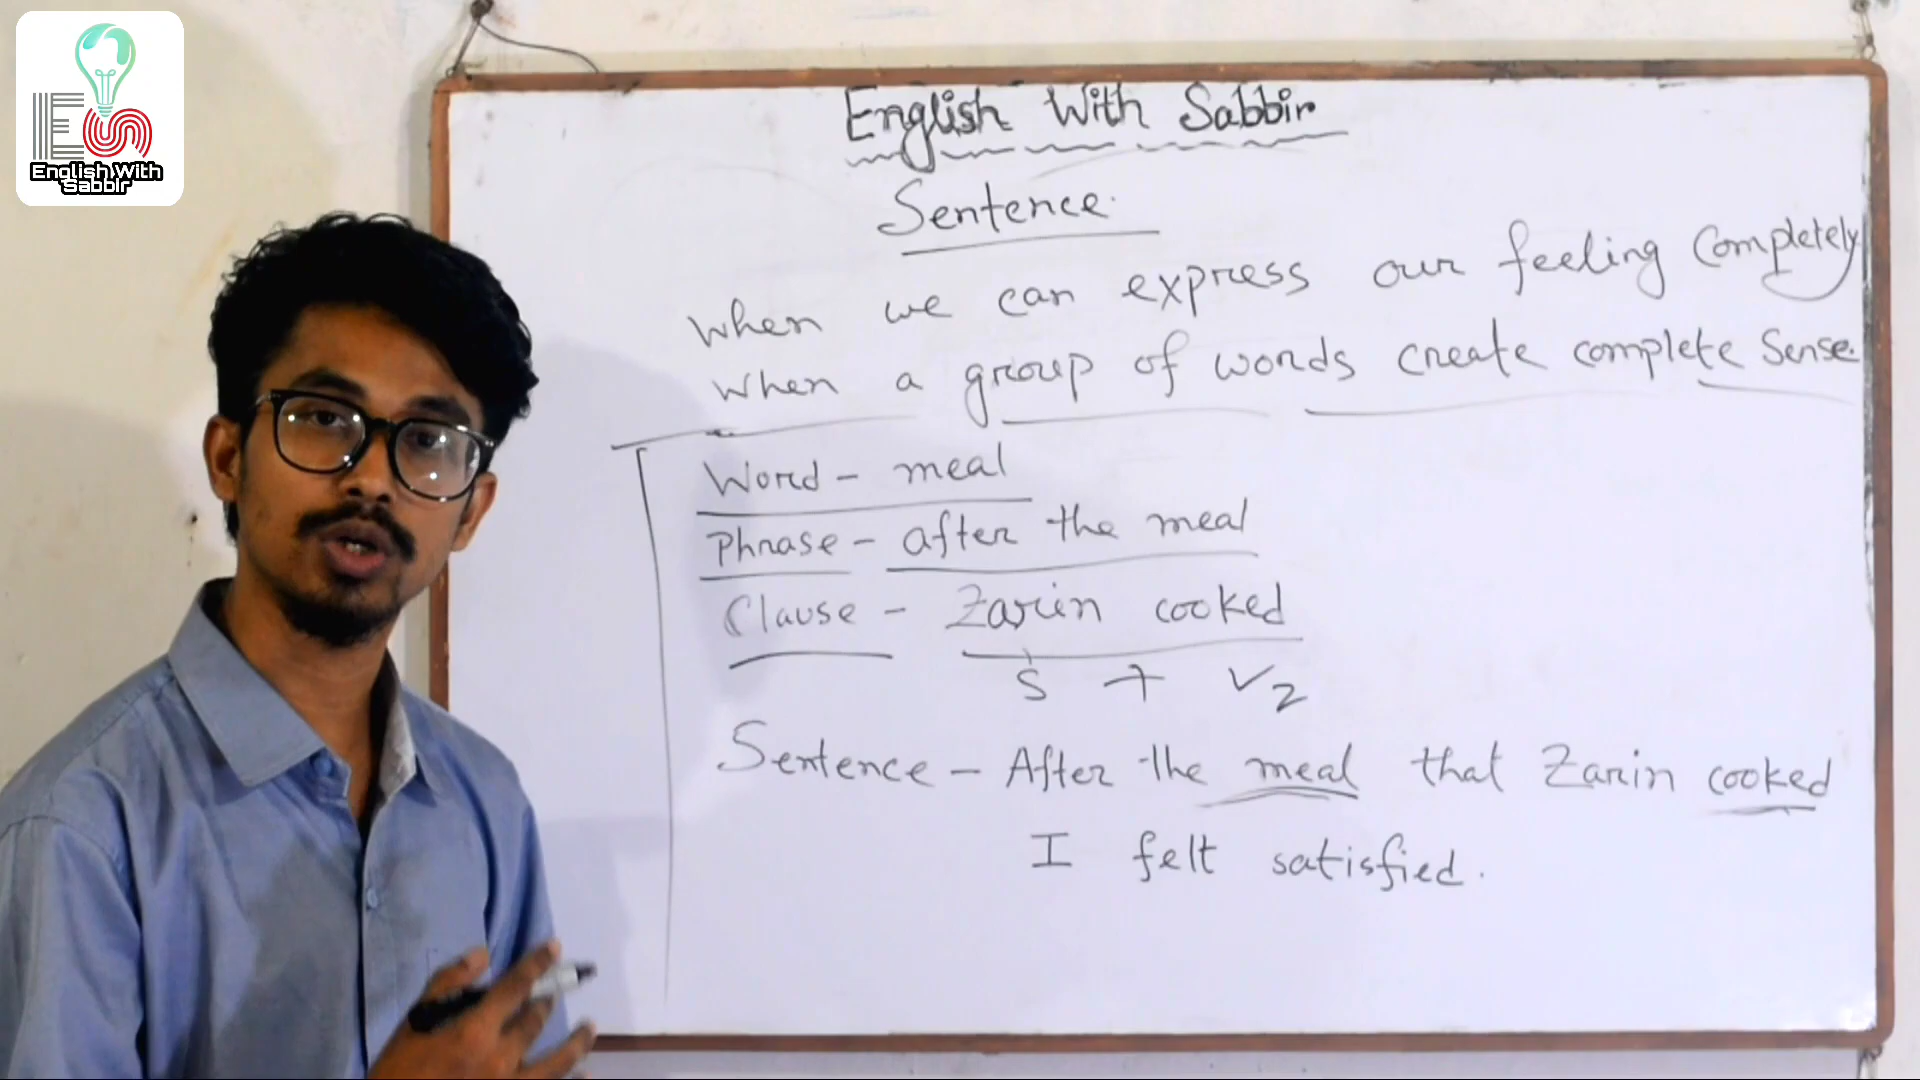 ES
English With
Sabbir
English With Sabbir
Sentence.
When we can express our feeling completely
When a group of words create complete sense.
Word - meal
Phrase - after the meal
Clause - Zarin cooked
S + V2
Sentence - After the meal that Zarin cooked
I felt satisfied.